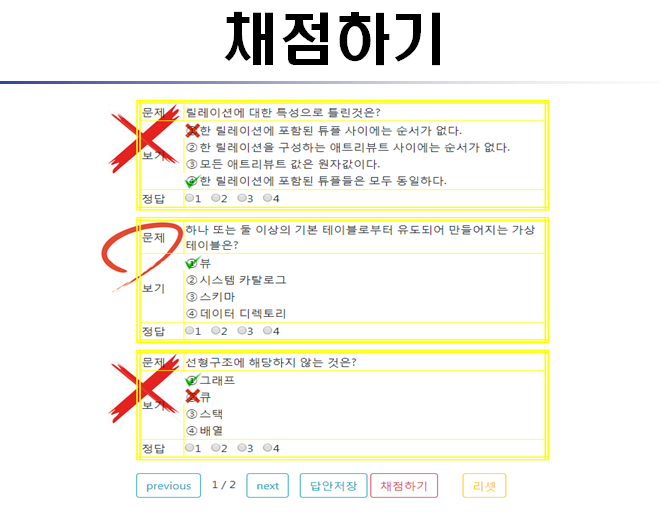 채점하기
문제 릴레이션에 대한 특성으로 틀린것은?
보기
① 한 릴레이션에 포함된 튜플 사이에는 순서가 없다.
② 한 릴레이션을 구성하는 애트리뷰트 사이에는 순서가 없다.
③ 모든 애트리뷰트 값은 원자값이다.
④ 한 릴레이션에 포함된 튜플들은 모두 동일하다.
정답 1 2 3 4
문제 하나 또는 둘 이상의 기본 테이블로부터 유도되어 만들어지는 가상
테이블은?
보기
① 뷰
② 시스템 카탈로그
③ 스키마
④ 데이터 디렉토리
정답 1 2 3 4
문제 선형구조에 해당하지 않는 것은?
보기
① 그래프
② 큐
③ 스택
④ 배열
정답 1 2 3 4
previous 1 / 2 next 답안저장 채점하기 리셋